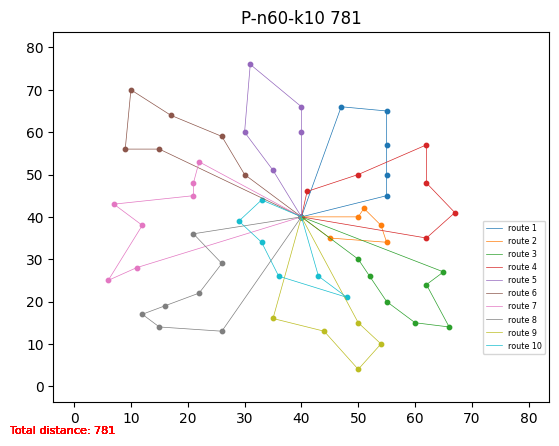 P-n60-k10 781
80
70
60
50
40
30
20
10
0
0 10 20 30 40 50 60 70 80
route 1
route 2
route 3
route 4
route 5
route 6
route 7
route 8
route 9
route 10
Total distance: 781